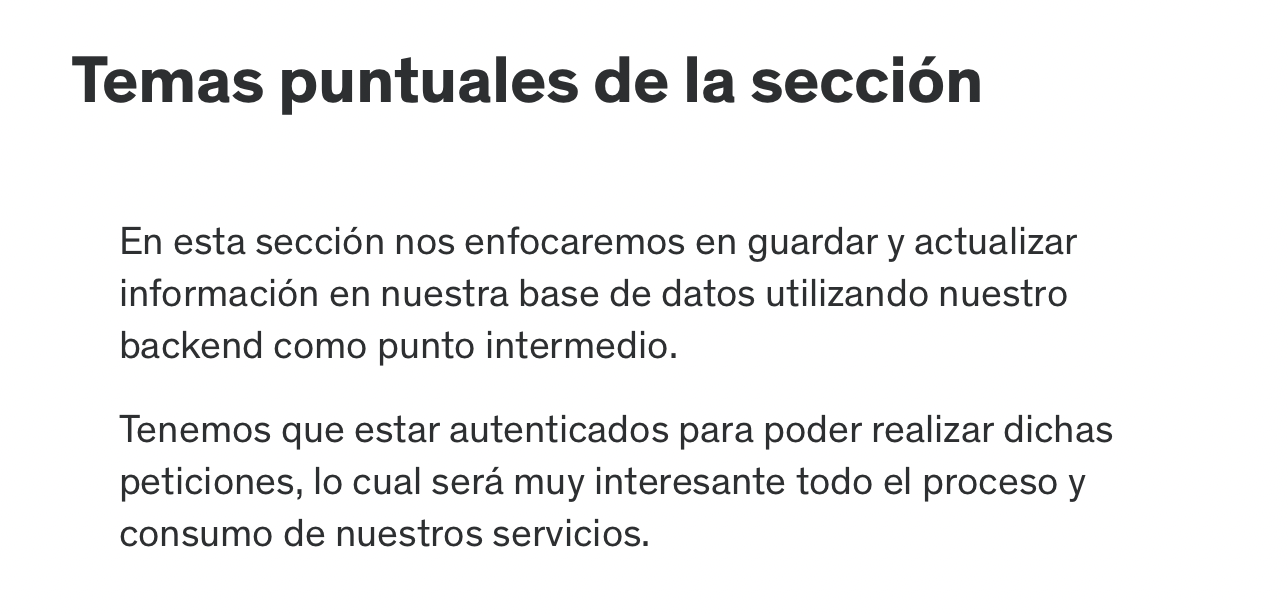 Temas puntuales de la sección
En esta sección nos enfocaremos en guardar y actualizar
información en nuestra base de datos utilizando nuestro
backend como punto intermedio.
Tenemos que estar autenticados para poder realizar dichas
peticiones, lo cual será muy interesante todo el proceso y
consumo de nuestros servicios.